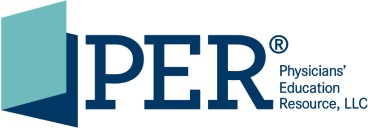 PER®
Physicians'
Education
Resource, LLC